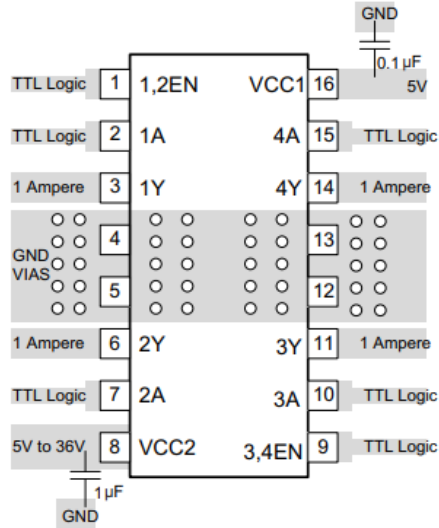 GND
0.1 µF
TTL Logic 1 1,2EN VCC1 16 5V
TTL Logic 2 1A 4A 15 TTL Logic
1 Ampere 3 1Y 4Y 14 1 Ampere
4 13
GND
VIAS
5 12
1 Ampere 6 2Y 3Y 11 1 Ampere
TTL Logic 7 2A 3A 10 TTL Logic
5V to 36V 8 VCC2 3,4EN 9 TTL Logic
1 µF
GND